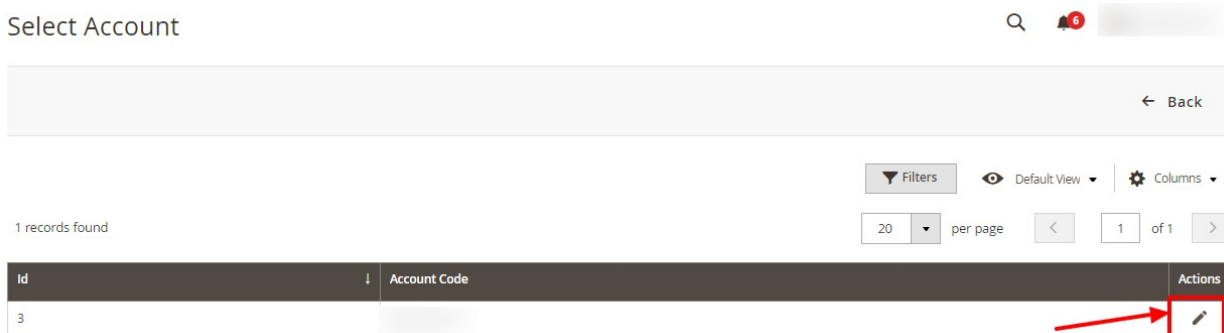 Select Account
6
← Back
Filters
Default View
Columns
1 records found
20
per page
1
of 1
Id ↓
Account Code
Actions
3